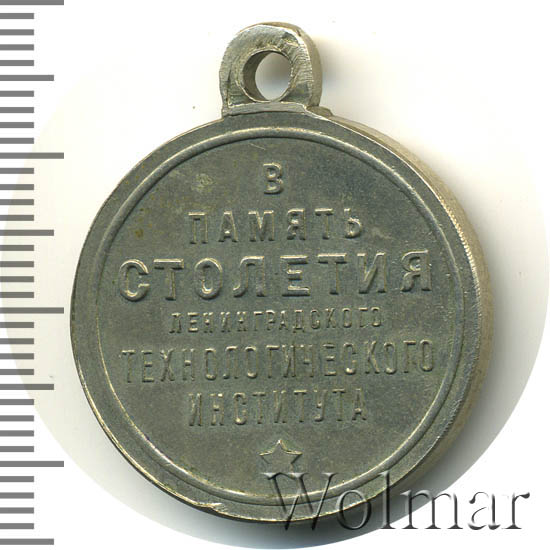 В
ПАМЯТЬ
СТОЛЕТИЯ
ЛЕНИНГРАДСКОГО
ТЕХНОЛОГИЧЕСКОГО
ИНСТИТУТА
Wolmar